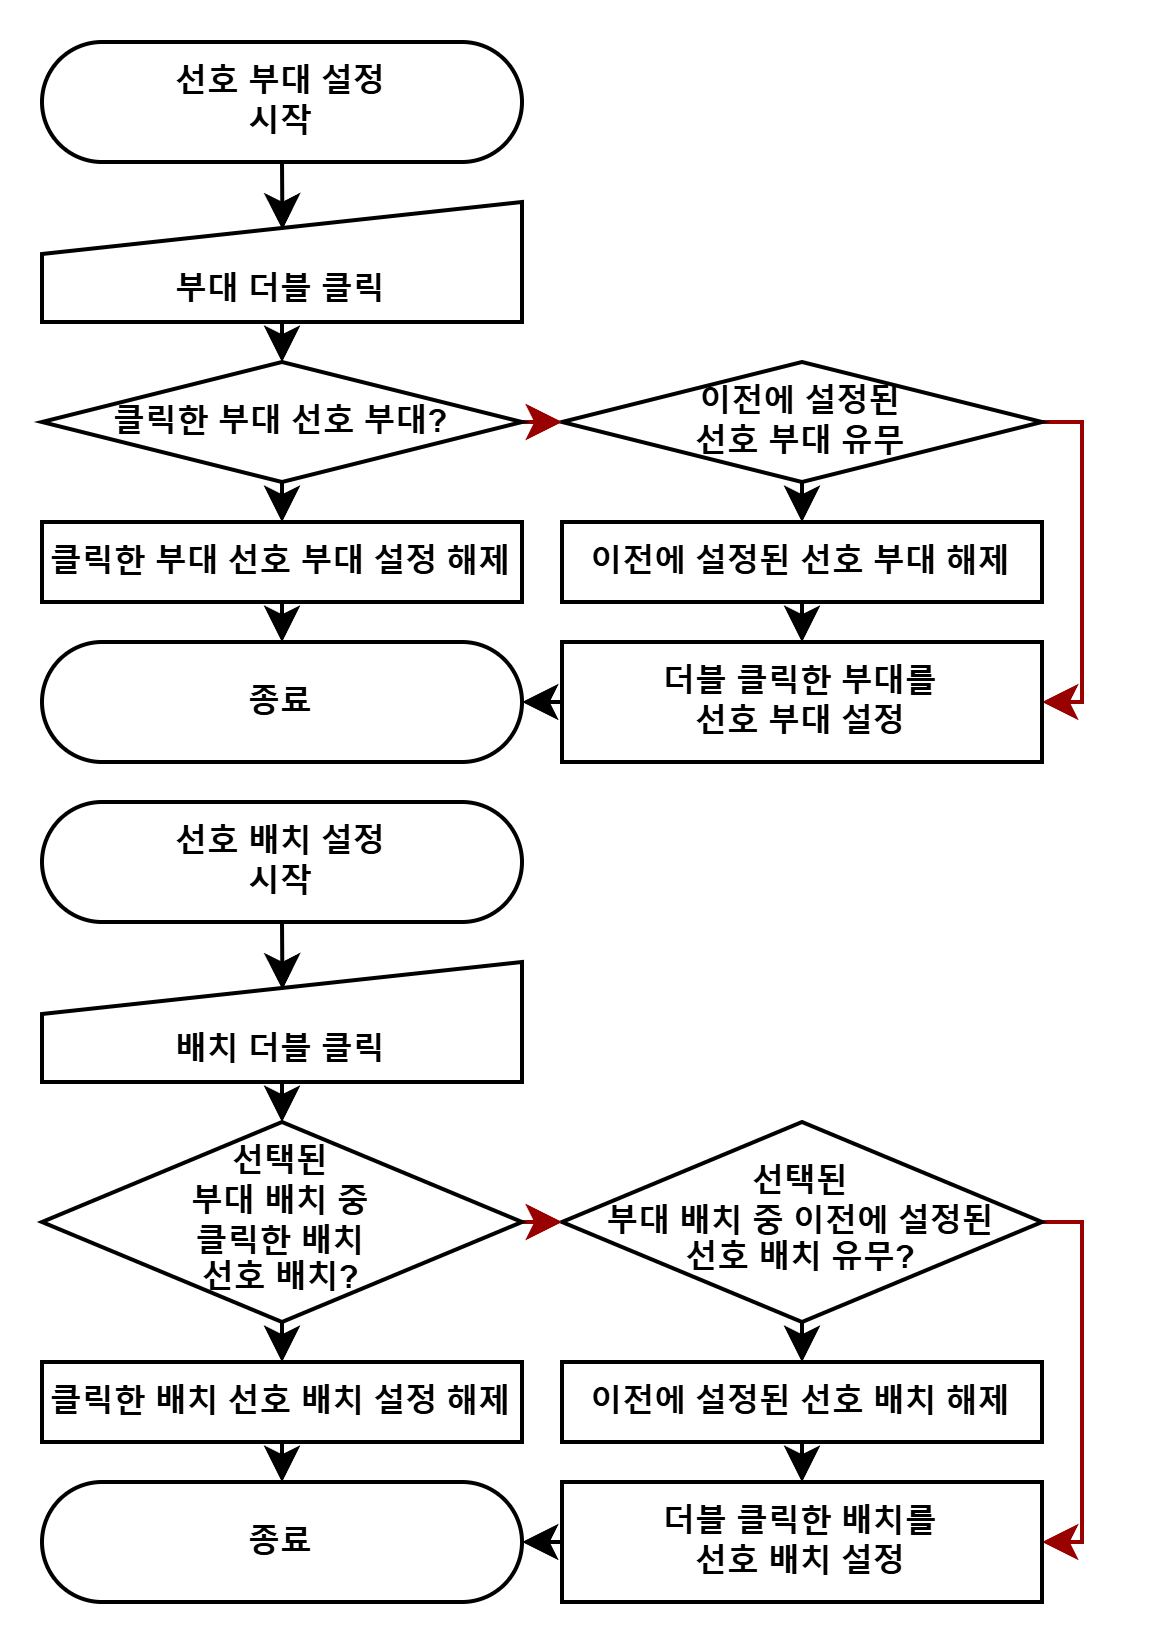 선호 부대 설정
시작
부대 더블 클릭
클릭한 부대 선호 부대?
이전에 설정된
선호 부대 유무
클릭한 부대 선호 부대 설정 해제
이전에 설정된 선호 부대 해제
종료
더블 클릭한 부대를
선호 부대 설정
선호 배치 설정
시작
배치 더블 클릭
선택된
부대 배치 중
클릭한 배치
선호 배치?
선택된
부대 배치 중 이전에 설정된
선호 배치 유무?
클릭한 배치 선호 배치 설정 해제
이전에 설정된 선호 배치 해제
종료
더블 클릭한 배치를
선호 배치 설정